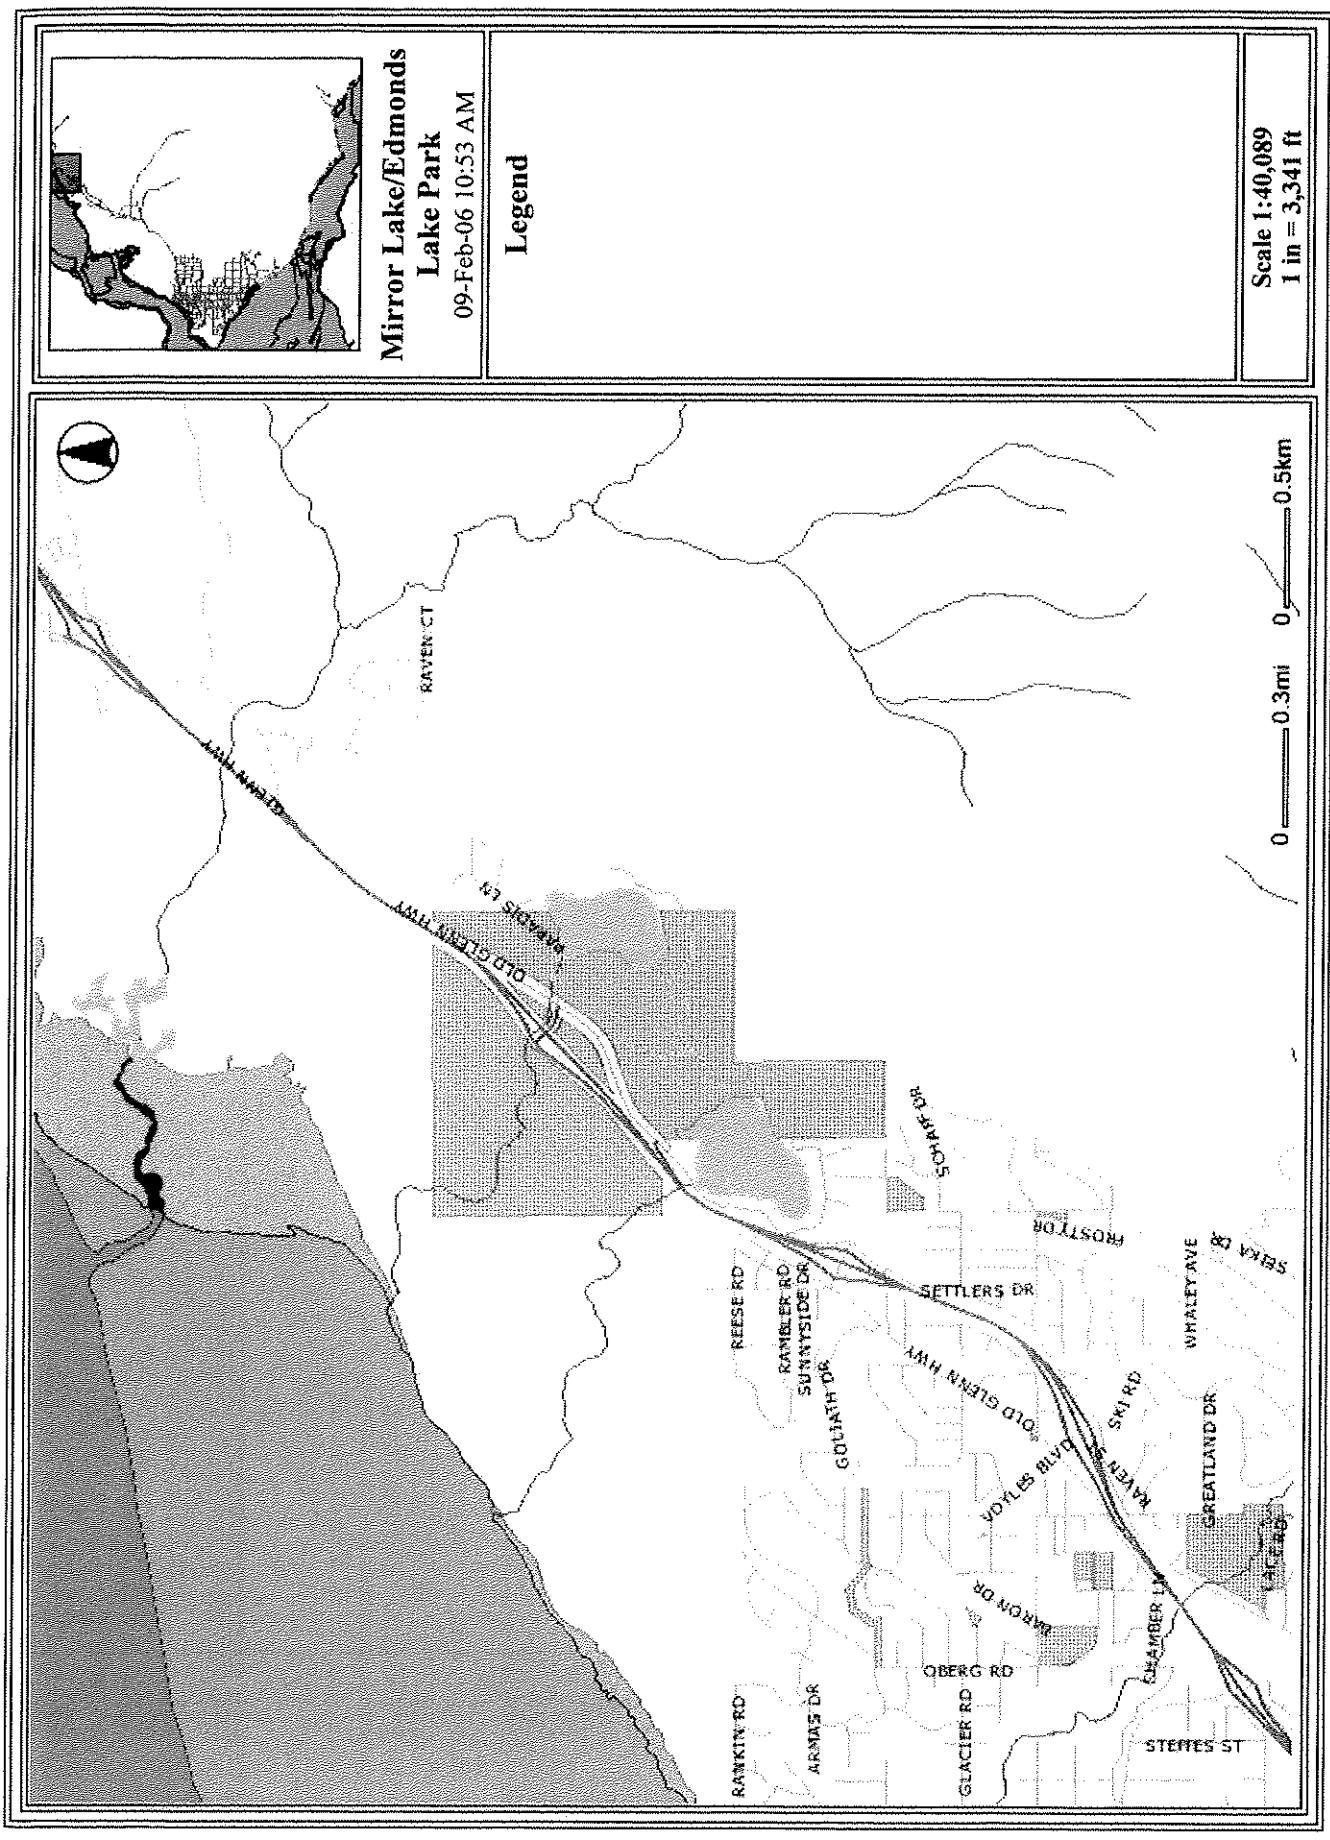 Mirror Lake/Edmonds
Lake Park
09-Feb-06 10:53 AM
Legend
Scale 1:40,089
1 in = 3,341 ft
GLENN HWY
RAVEN CT
OLD GLENN HWY
PAPADIS LN
SCHAFF DR
REESE RD
RAMBLER RD
SUNNYSIDE DR
GOLIATH DR
SETTLERS DR
FROSTY DR
WHALEY AVE
SEIKA DR
OLD GLENN HWY
VOYLES BLVD
SKI RD
RAVEN ST
GREATLAND DR
BARON DR
OBERG RD
CHAMBER LN
RANKIN RD
ARMAS DR
GLACIER RD
STEFFES ST
0 0.3mi
0 0.5km